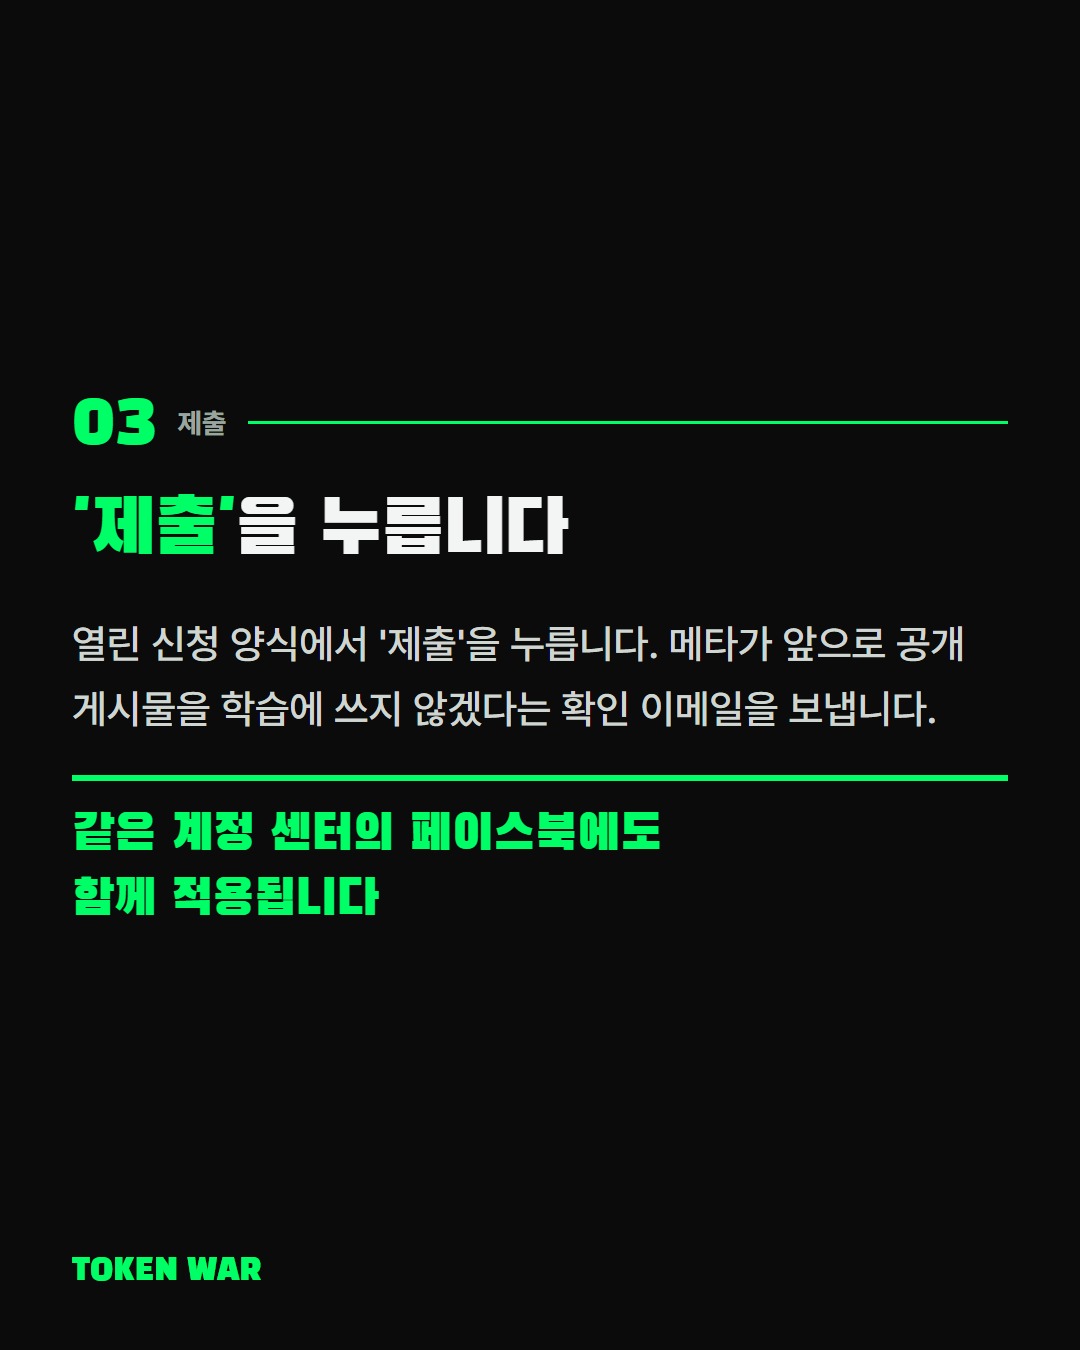 03 제출
'제출'을 누릅니다
열린 신청 양식에서 '제출'을 누릅니다. 메타가 앞으로 공개
게시물을 학습에 쓰지 않겠다는 확인 이메일을 보냅니다.
같은 계정 센터의 페이스북에도
함께 적용됩니다
TOKEN WAR